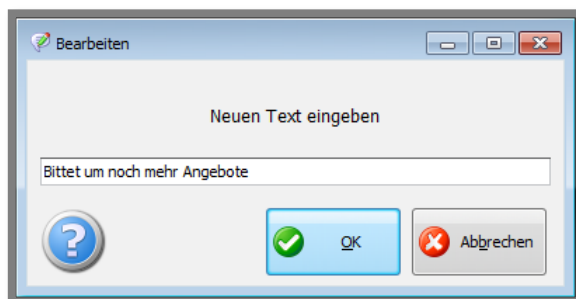 Bearbeiten
Neuen Text eingeben
Bittet um noch mehr Angebote
OK Abbrechen